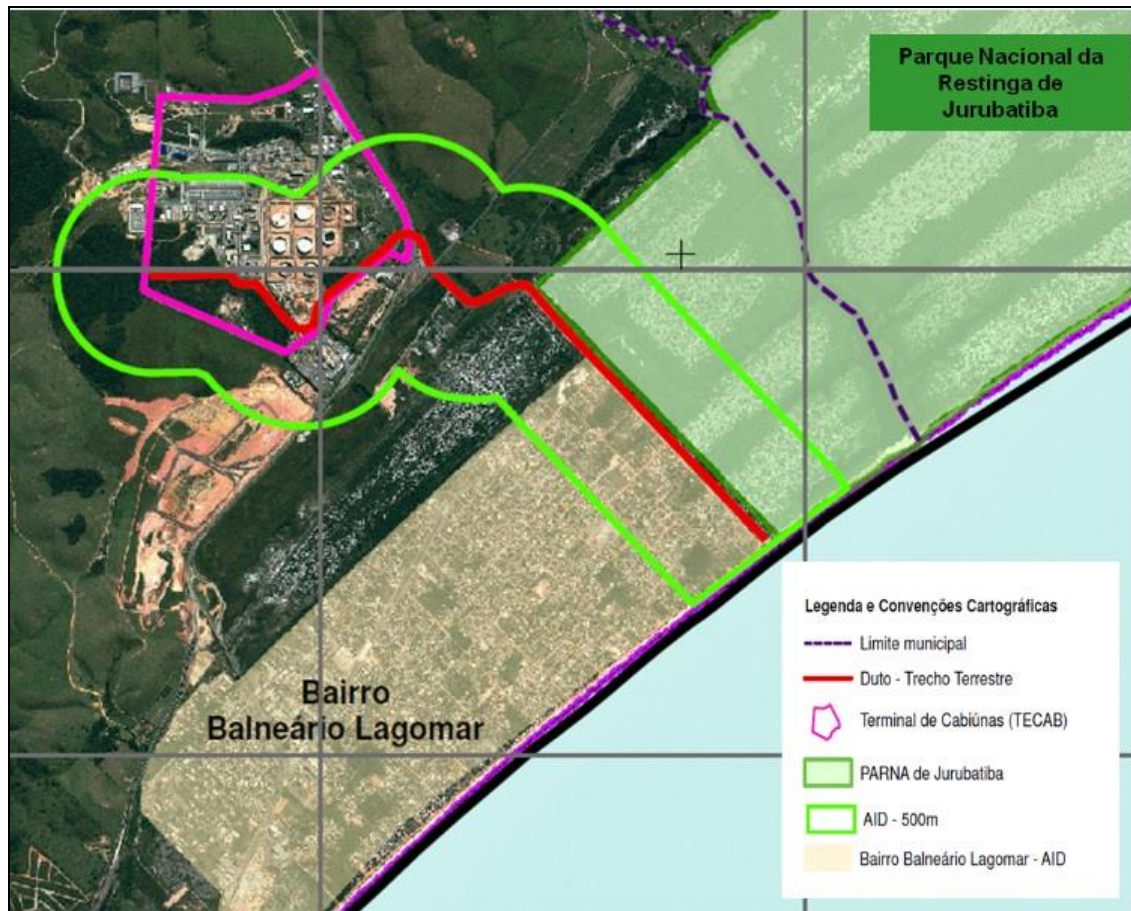 Parque Nacional da
Restinga de
Jurubatiba
Bairro
Balneário Lagomar
Legenda e Convenções Cartográficas
Limite municipal
Duto - Trecho Terrestre
Terminal de Cabiúnas (TECAB)
PARNA de Jurubatiba
AID - 500m
Bairro Balneário Lagomar - AID